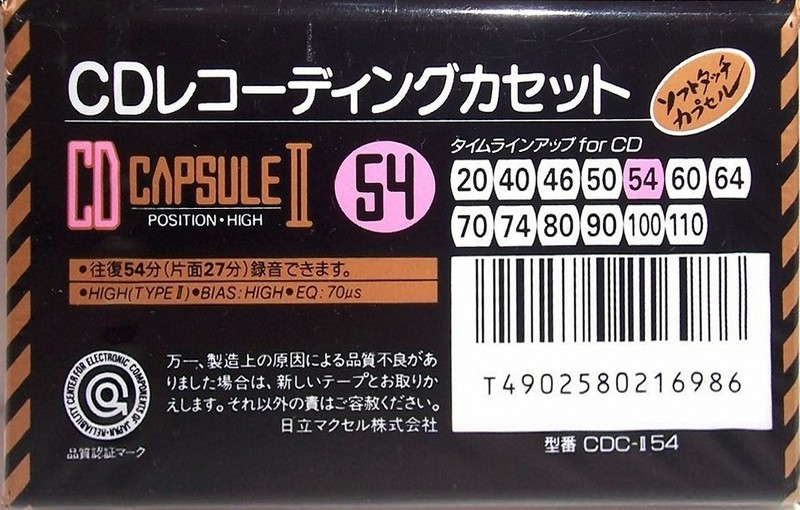 CDレコーディングカセット
ソフトタッチ
カプセル
CD CAPSULE II
POSITION・HIGH
54
タイムラインアップ for CD
20 40 46 50 54 60 64
70 74 80 90 100 110
●往復54分(片面27分)録音できます。
●HIGH(TYPE II)●BIAS:HIGH●EQ:70μs
RELIABILITY CENTER FOR ELECTRONIC COMPONENTS OF JAPAN
品質認証マーク
万一、製造上の原因による品質不良があ
りました場合は、新しいテープとお取りか
えします。それ以外の責はご容赦ください。
日立マクセル株式会社
T4902580216986
型番 CDC-II54